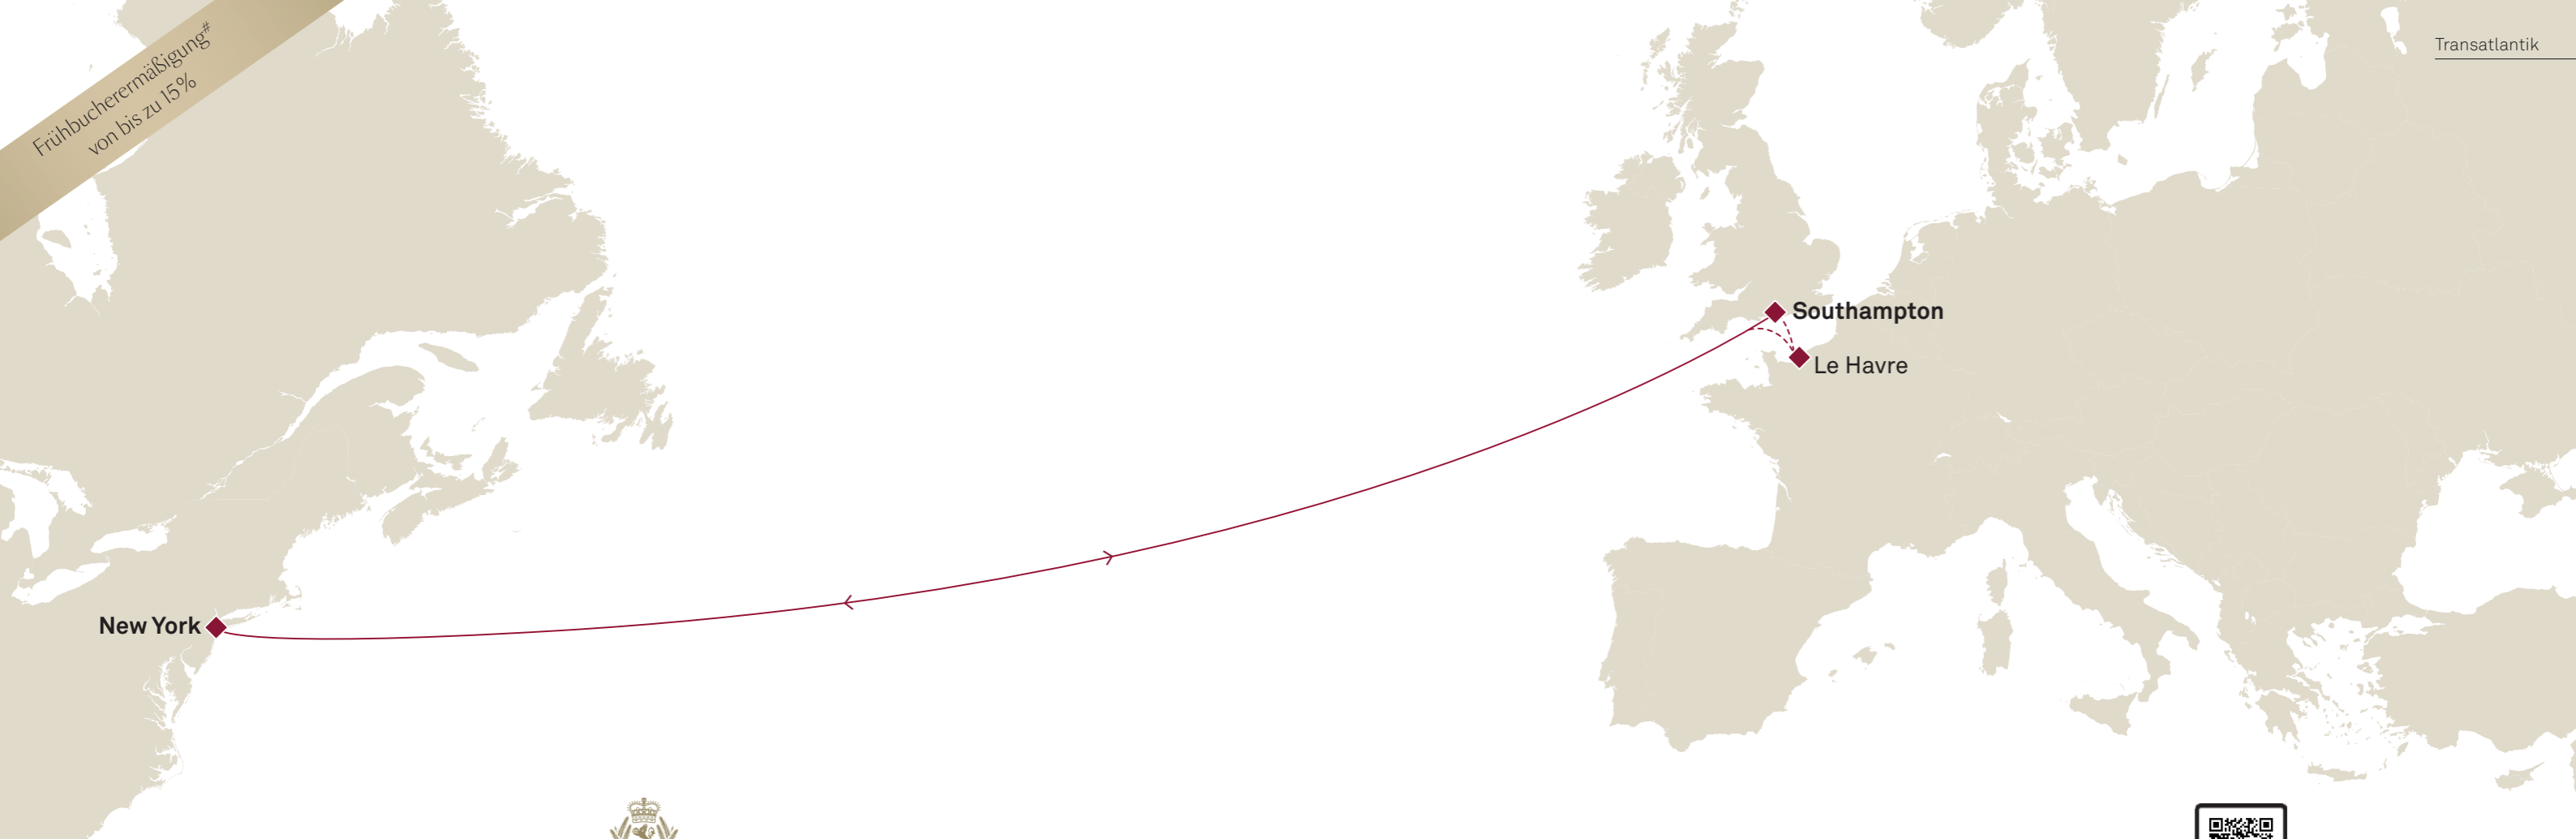 Frühbucherermäßigung#
von bis zu 15%
Transatlantik
Southampton
Le Havre
New York